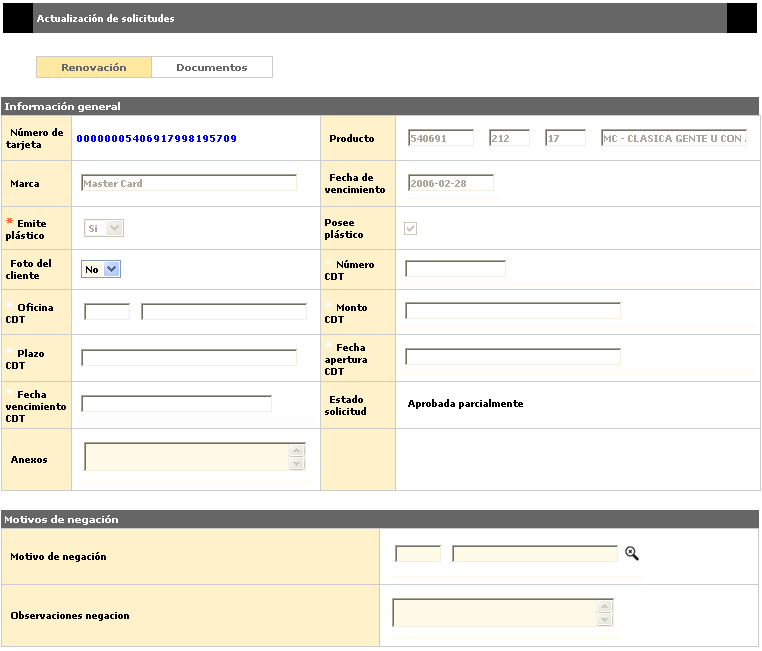 Actualización de solicitudes
Renovación Documentos
Información general
Número de
tarjeta
00000005406917998195709
Producto
540691 212 17 MC - CLASICA GENTE U CON
Marca
Master Card
Fecha de
vencimiento
2006-02-28
* Emite
plástico
Si
Posee
plástico
Foto del
cliente
No
* Número
CDT
* Oficina
CDT
* Monto
CDT
* Plazo
CDT
* Fecha
apertura
CDT
* Fecha
vencimiento
CDT
Estado
solicitud
Aprobada parcialmente
Anexos
Motivos de negación
Motivo de negación
Observaciones negacion